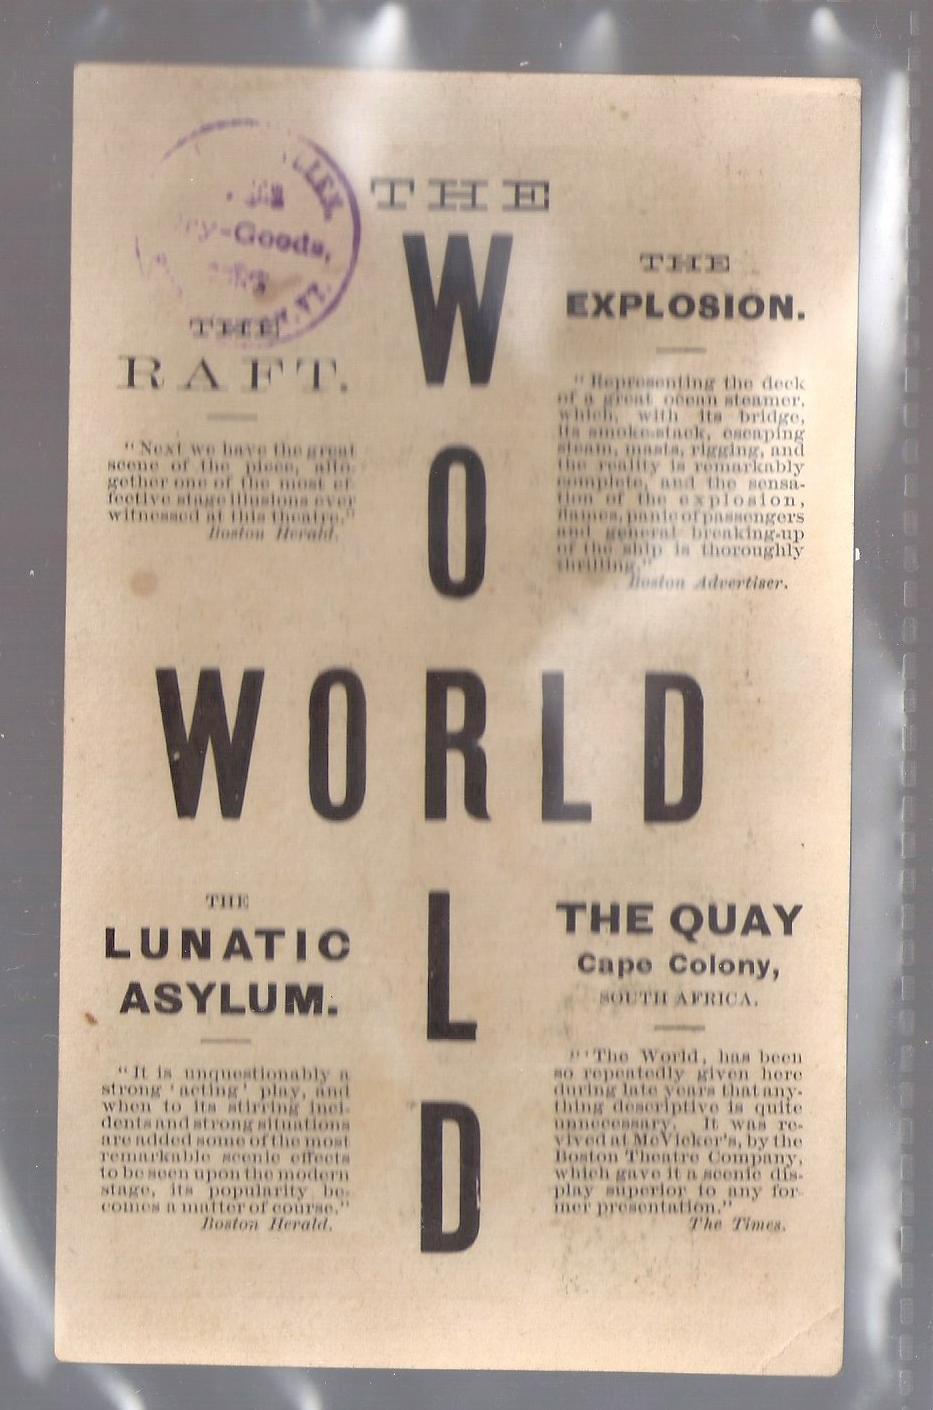 THE
WORLD
WORLD
LLEN,
ry-Goods,
VT.
THE
RAFT.
"Next we have the great
scene of the piece, alto-
gether one of the most ef-
fective stage illusions ever
witnessed at this theatre."
Boston Herald.
THE
EXPLOSION.
"Representing the deck
of a great ocean steamer,
which, with its bridge,
its smoke-stack, escaping
steam, masts, rigging, and
the reality is remarkably
complete, and the sensa-
tion of the explosion,
flames, panic of passengers
and general breaking-up
of the ship is thoroughly
thrilling."
Boston Advertiser.
THE
LUNATIC
ASYLUM.
"It is unquestionably a
strong 'acting' play, and
when to its stirring inci-
dents and strong situations
are added some of the most
remarkable scenic effects
to be seen upon the modern
stage, its popularity be-
comes a matter of course."
Boston Herald.
THE QUAY
Cape Colony,
SOUTH AFRICA.
"'The World, has been
so repeatedly given here
during late years that any-
thing descriptive is quite
unnecessary. It was re-
vived at McVicker's, by the
Boston Theatre Company,
which gave it a scenic dis-
play superior to any for-
mer presentation."
The Times.